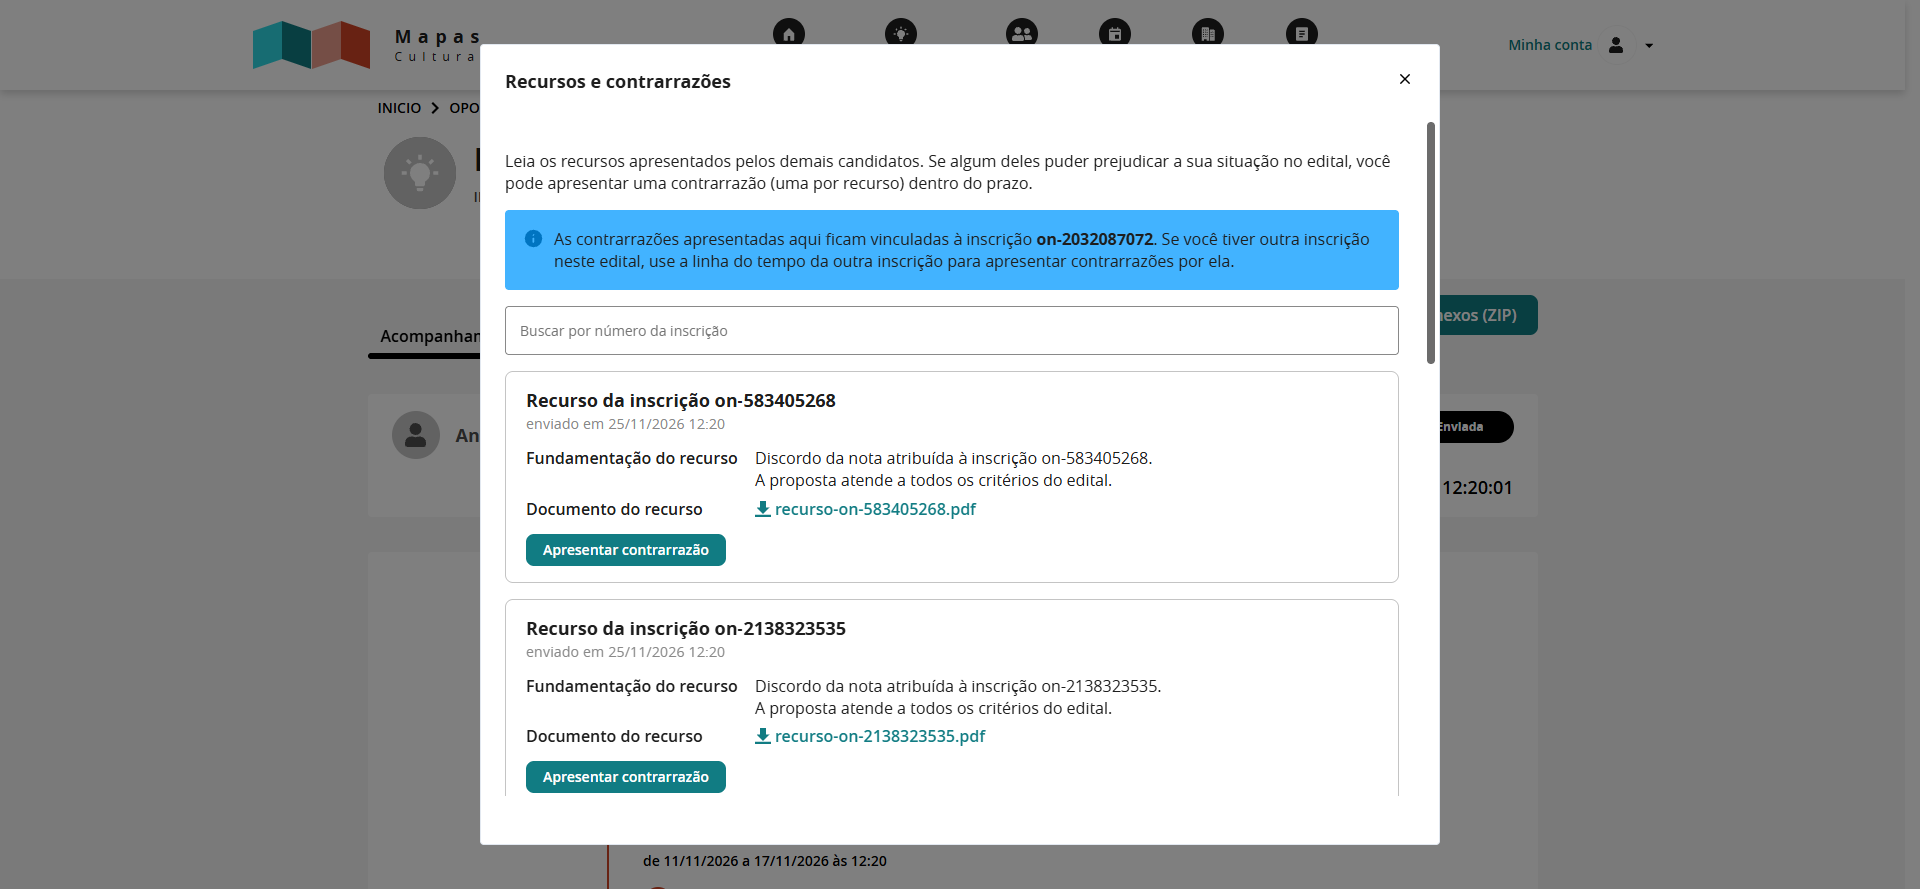 Mapas
Cultura
Minha conta
INICIO
OPO
Acompanhan
An
nexos (ZIP)
Enviada
12:20:01
Recursos e contrarrazões
Leia os recursos apresentados pelos demais candidatos. Se algum deles puder prejudicar a sua situação no edital, você
pode apresentar uma contrarrazão (uma por recurso) dentro do prazo.
As contrarrazões apresentadas aqui ficam vinculadas à inscrição on-2032087072. Se você tiver outra inscrição
neste edital, use a linha do tempo da outra inscrição para apresentar contrarrazões por ela.
Buscar por número da inscrição
Recurso da inscrição on-583405268
enviado em 25/11/2026 12:20
Fundamentação do recurso Discordo da nota atribuída à inscrição on-583405268.
A proposta atende a todos os critérios do edital.
Documento do recurso recurso-on-583405268.pdf
Apresentar contrarrazão
Recurso da inscrição on-2138323535
enviado em 25/11/2026 12:20
Fundamentação do recurso Discordo da nota atribuída à inscrição on-2138323535.
A proposta atende a todos os critérios do edital.
Documento do recurso recurso-on-2138323535.pdf
Apresentar contrarrazão
de 11/11/2026 a 17/11/2026 às 12:20